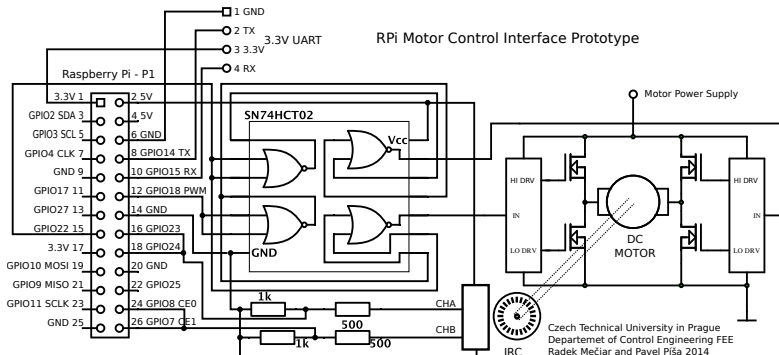 1 GND
2 TX
3 3.3V
4 RX
3.3V UART
RPi Motor Control Interface Prototype
Raspberry Pi - P1
3.3V 1
2 5V
GPIO2 SDA 3
4 5V
GPIO3 SCL 5
6 GND
GPIO4 CLK 7
8 GPIO14 TX
GND 9
10 GPIO15 RX
GPIO17 11
12 GPIO18 PWM
GPIO27 13
14 GND
GPIO22 15
16 GPIO23
3.3V 17
18 GPIO24
GPIO10 MOSI 19
20 GND
GPIO9 MISO 21
22 GPIO25
GPIO11 SCLK 23
24 GPIO8 CE0
GND 25
26 GPIO7 CE1
SN74HCT02
Vcc
GND
1k
500
CHA
1k
500
CHB
Motor Power Supply
HI DRV
IN
LO DRV
DC
MOTOR
HI DRV
IN
LO DRV
IRC
Czech Technical University in Prague
Departemet of Control Engineering FEE
Radek Mečiar and Pavel Píša 2014